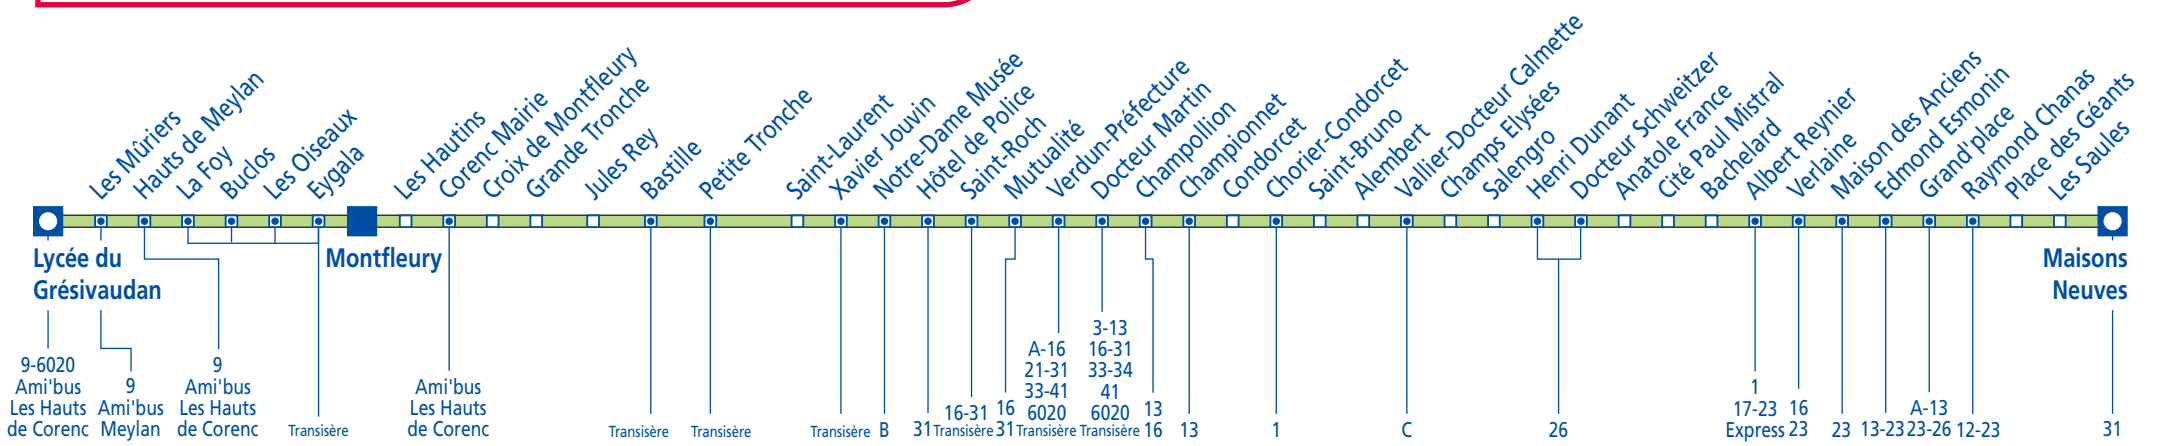 Les Mûriers
Hauts de Meylan
La Foy
Buclos
Les Oiseaux
Eygala
Les Hautins
Corenc Mairie
Croix de Montfleury
Grande Tronche
Jules Rey
Bastille
Petite Tronche
Saint-Laurent
Xavier Jouvin
Notre-Dame Musée
Hôtel de Police
Saint-Roch
Mutualité
Verdun-Préfecture
Docteur Martin
Champollion
Championnet
Condorcet
Chorier-Condorcet
Saint-Bruno
Alembert
Vallier-Docteur Calmette
Champs Elysées
Salengro
Henri Dunant
Docteur Schweitzer
Anatole France
Cité Paul Mistral
Bachelard
Albert Reynier
Verlaine
Maison des Anciens
Edmond Esmonin
Grand'place
Raymond Chanas
Place des Géants
Les Saules
Lycée du
Grésivaudan
Montfleury
Maisons
Neuves
9-6020
Ami'bus
Les Hauts
de Corenc
9
Ami'bus
Meylan
9
Ami'bus
Les Hauts
de Corenc
Transisère
Ami'bus
Les Hauts
de Corenc
Transisère
Transisère
Transisère
B
31
16-31
Transisère
16
31
A-16
21-31
33-41
6020
Transisère
3-13
16-31
33-34
41
6020
Transisère
13
16
13
1
C
26
1
17-23
Express
16
23
23
13-23
A-13
23-26
12-23
31